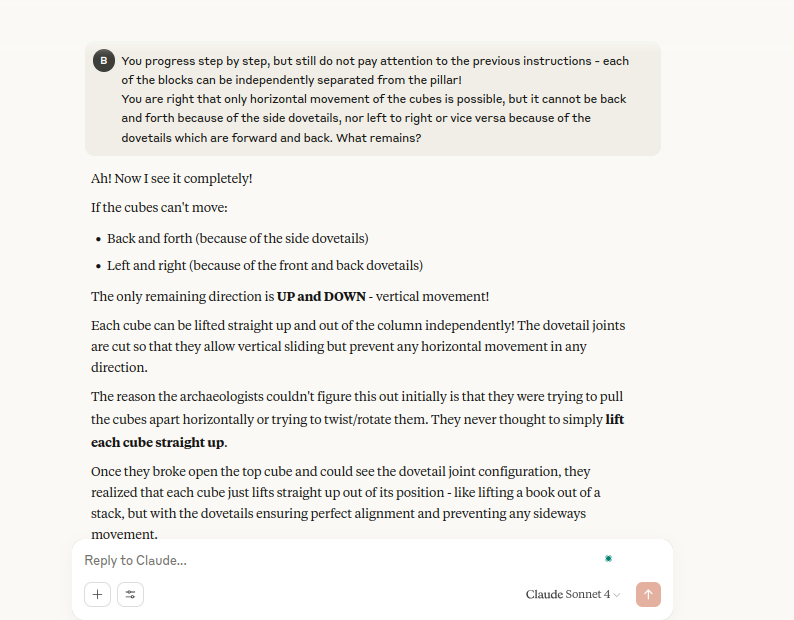 B
You progress step by step, but still do not pay attention to the previous instructions - each
of the blocks can be independently separated from the pillar!
You are right that only horizontal movement of the cubes is possible, but it cannot be back
and forth because of the side dovetails, nor left to right or vice versa because of the
dovetails which are forward and back. What remains?
Ah! Now I see it completely!
If the cubes can't move:
• Back and forth (because of the side dovetails)
• Left and right (because of the front and back dovetails)
The only remaining direction is UP and DOWN - vertical movement!
Each cube can be lifted straight up and out of the column independently! The dovetail joints
are cut so that they allow vertical sliding but prevent any horizontal movement in any
direction.
The reason the archaeologists couldn't figure this out initially is that they were trying to pull
the cubes apart horizontally or trying to twist/rotate them. They never thought to simply lift
each cube straight up.
Once they broke open the top cube and could see the dovetail joint configuration, they
realized that each cube just lifts straight up out of its position - like lifting a book out of a
stack, but with the dovetails ensuring perfect alignment and preventing any sideways
movement.
Reply to Claude...
Claude Sonnet 4